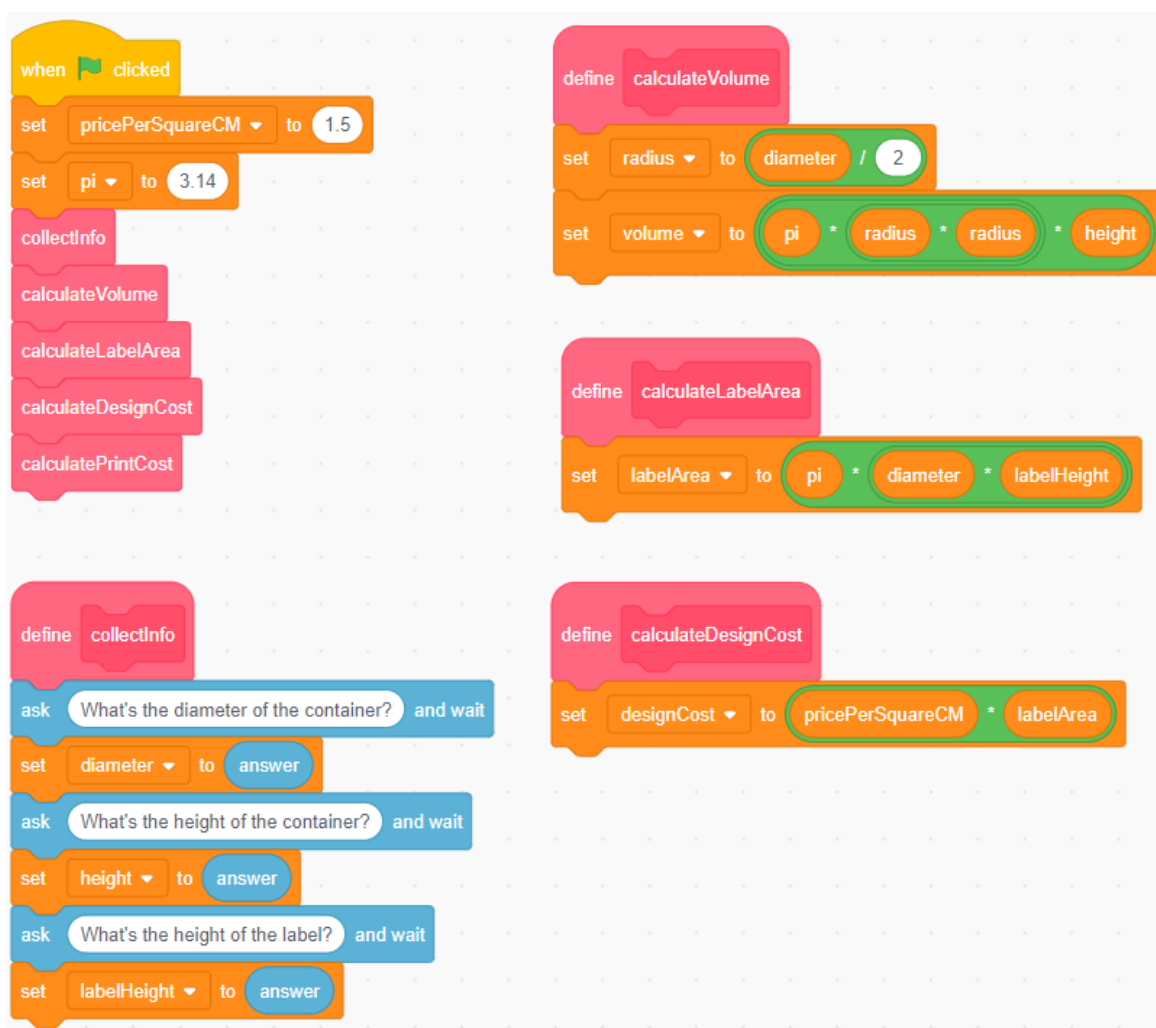 when clicked
set pricePerSquareCM to 1.5
set pi to 3.14
collectInfo
calculateVolume
calculateLabelArea
calculateDesignCost
calculatePrintCost
define collectInfo
ask What's the diameter of the container? and wait
set diameter to answer
ask What's the height of the container? and wait
set height to answer
ask What's the height of the label? and wait
set labelHeight to answer
define calculateVolume
set radius to diameter / 2
set volume to pi * radius * radius * height
define calculateLabelArea
set labelArea to pi * diameter * labelHeight
define calculateDesignCost
set designCost to pricePerSquareCM * labelArea